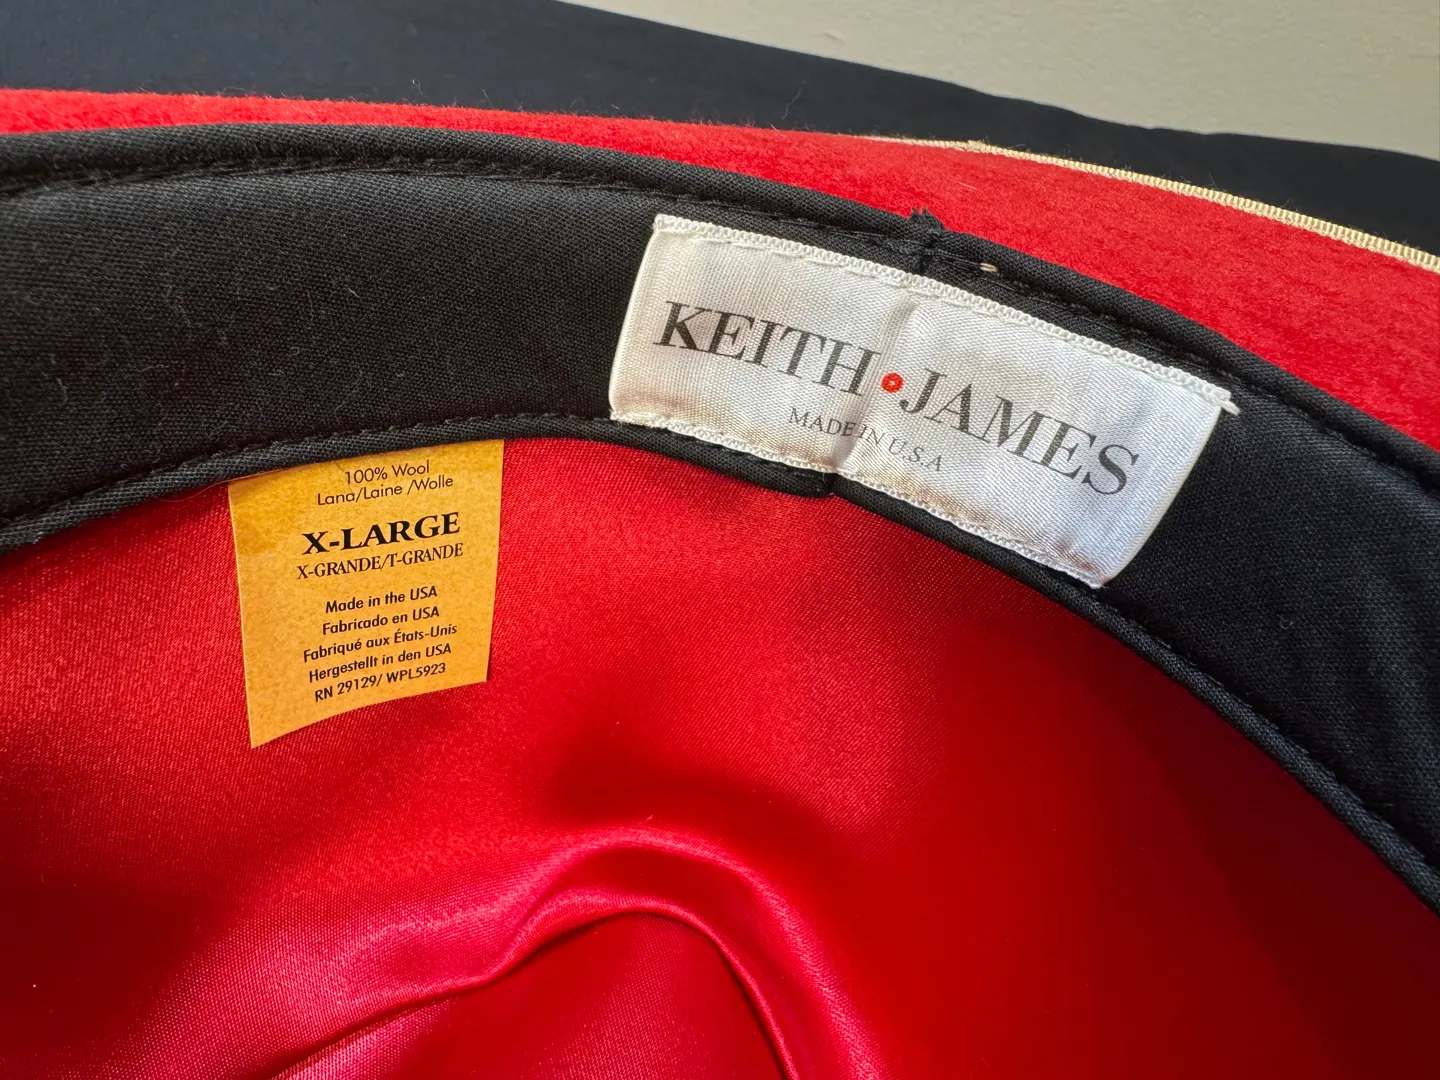 KEITH•JAMES
MADE IN U.S.A
100% Wool
Lana/Laine /Wolle
X-LARGE
X-GRANDE/T-GRANDE
Made in the USA
Fabricado en USA
Fabriqué aux États-Unis
Hergestellt in den USA
RN 29129/ WPL5923